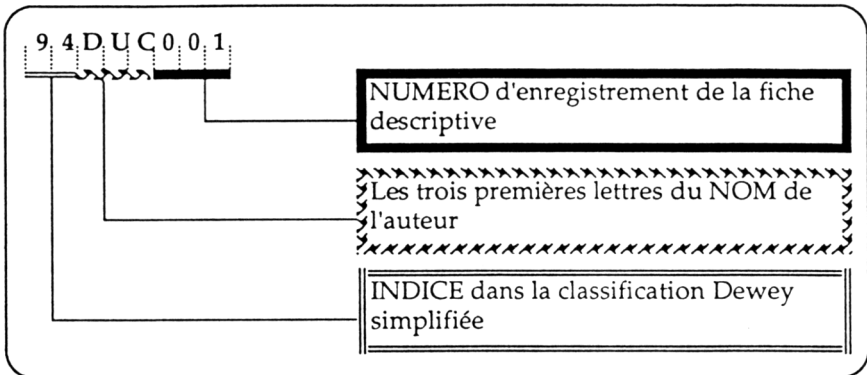 94DUC001
NUMERO d'enregistrement de la fiche
descriptive
Les trois premières lettres du NOM de
l'auteur
INDICE dans la classification Dewey
simplifiée